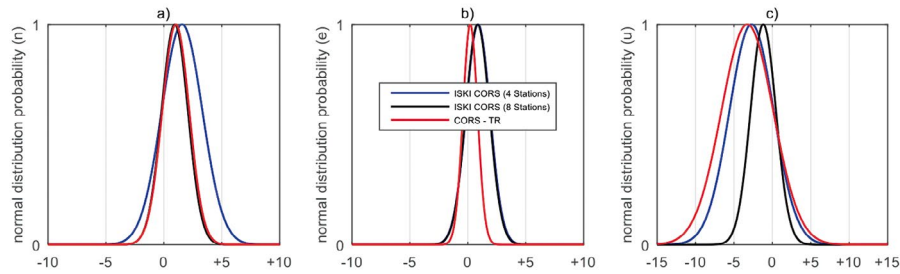 a)
normal distribution probability (n)
1
0
-10 -5 0 +5 +10
b)
normal distribution probability (e)
1
0
-10 -5 0 +5 +10
ISKI CORS (4 Stations)
ISKI CORS (8 Stations)
CORS - TR
c)
normal distribution probability (u)
1
0
-15 -10 -5 0 +5 +10 +15